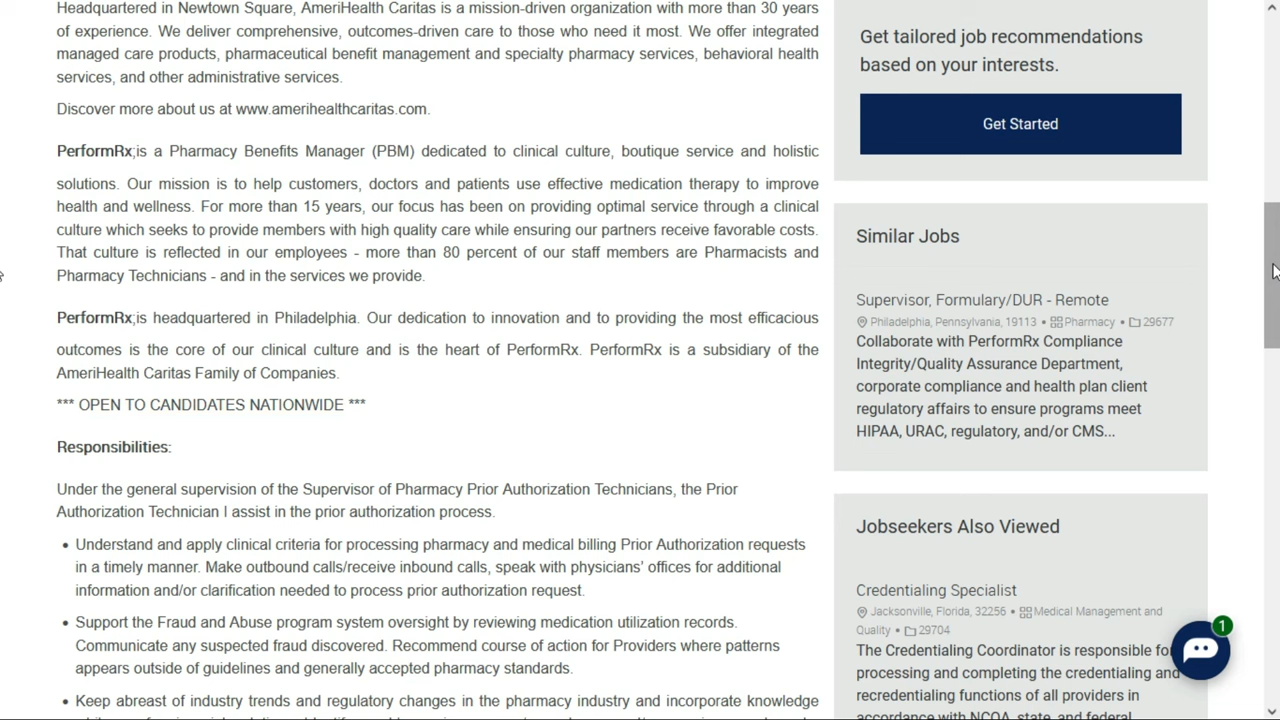 Headquartered in Newtown Square, AmeriHealth Caritas is a mission-driven organization with more than 30 years
of experience. We deliver comprehensive, outcomes-driven care to those who need it most. We offer integrated
managed care products, pharmaceutical benefit management and specialty pharmacy services, behavioral health
services, and other administrative services.
Discover more about us at www.amerihealthcaritas.com.
PerformRx;is a Pharmacy Benefits Manager (PBM) dedicated to clinical culture, boutique service and holistic
solutions. Our mission is to help customers, doctors and patients use effective medication therapy to improve
health and wellness. For more than 15 years, our focus has been on providing optimal service through a clinical
culture which seeks to provide members with high quality care while ensuring our partners receive favorable costs.
That culture is reflected in our employees - more than 80 percent of our staff members are Pharmacists and
Pharmacy Technicians - and in the services we provide.
PerformRx;is headquartered in Philadelphia. Our dedication to innovation and to providing the most efficacious
outcomes is the core of our clinical culture and is the heart of PerformRx. PerformRx is a subsidiary of the
AmeriHealth Caritas Family of Companies.
*** OPEN TO CANDIDATES NATIONWIDE ***
Responsibilities:
Under the general supervision of the Supervisor of Pharmacy Prior Authorization Technicians, the Prior
Authorization Technician I assist in the prior authorization process.
• Understand and apply clinical criteria for processing pharmacy and medical billing Prior Authorization requests
in a timely manner. Make outbound calls/receive inbound calls, speak with physicians' offices for additional
information and/or clarification needed to process prior authorization request.
• Support the Fraud and Abuse program system oversight by reviewing medication utilization records.
Communicate any suspected fraud discovered. Recommend course of action for Providers where patterns
appears outside of guidelines and generally accepted pharmacy standards.
• Keep abreast of industry trends and regulatory changes in the pharmacy industry and incorporate knowledge
Get tailored job recommendations
based on your interests.
Get Started
Similar Jobs
Supervisor, Formulary/DUR - Remote
Philadelphia, Pennsylvania, 19113 • Pharmacy • 29677
Collaborate with PerformRx Compliance
Integrity/Quality Assurance Department,
corporate compliance and health plan client
regulatory affairs to ensure programs meet
HIPAA, URAC, regulatory, and/or CMS...
Jobseekers Also Viewed
Credentialing Specialist
Jacksonville, Florida, 32256 • Medical Management and
Quality • 29704
The Credentialing Coordinator is responsible for
processing and completing the credentialing and
recredentialing functions of all providers in
accordance with NCQA, state, and federal
1